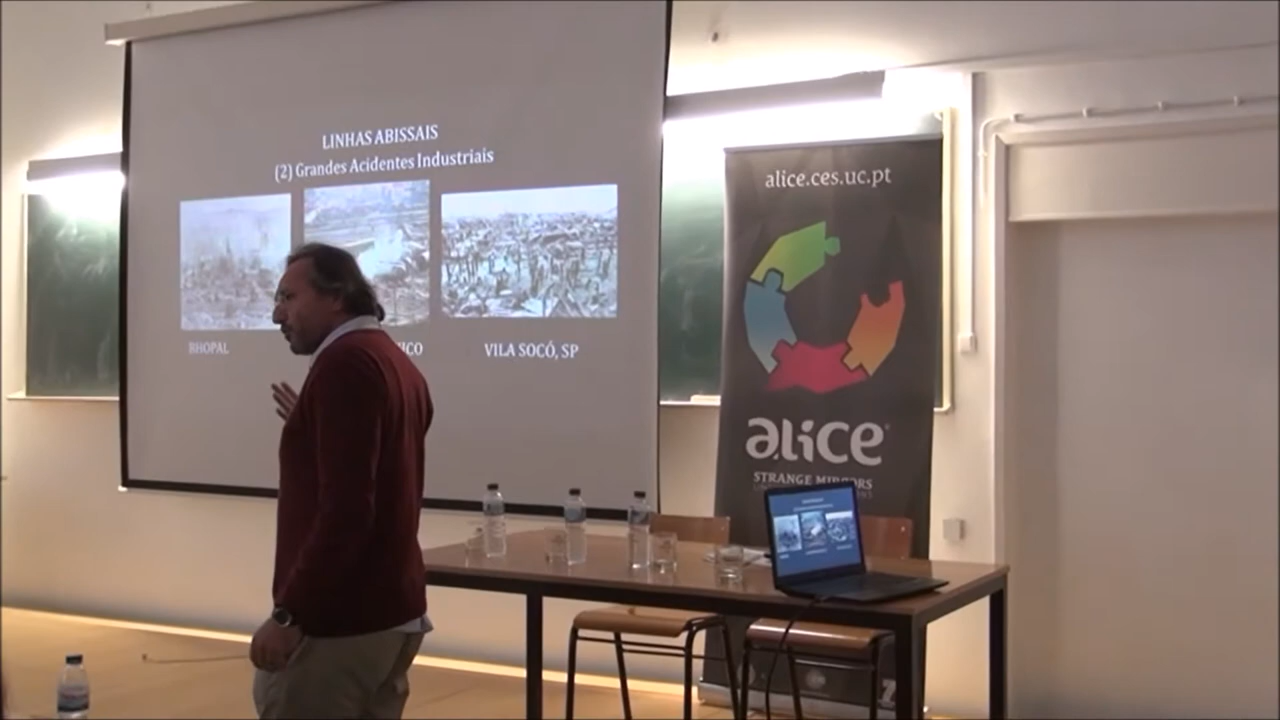 LINHAS ABISSAIS
(2) Grandes Acidentes Industriais
BHOPAL
VILA SOCÓ, SP
alice.ces.uc.pt
alice
STRANGE MIRRORS